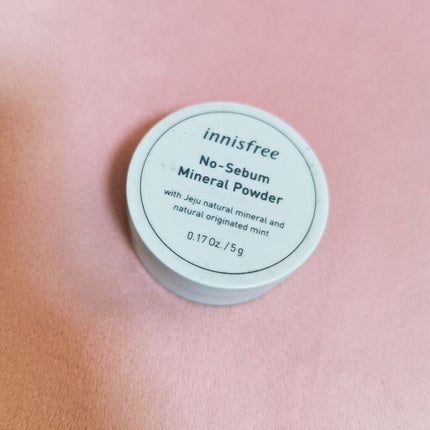 innisfree
No-Sebum
Mineral Powder
with Jeju natural mineral and
natural originated mint
0.17 Oz. / 5 g